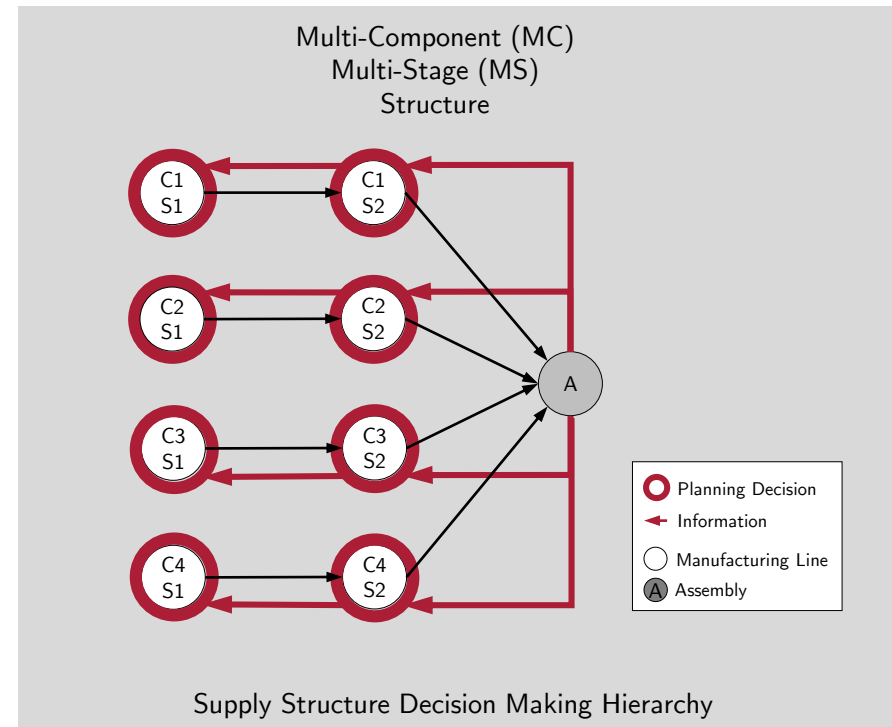 Multi-Component (MC)
Multi-Stage (MS)
Structure
C1
S1
C1
S2
C2
S1
C2
S2
A
C3
S1
C3
S2
C4
S1
C4
S2
Planning Decision
Information
Manufacturing Line
A Assembly
Supply Structure Decision Making Hierarchy